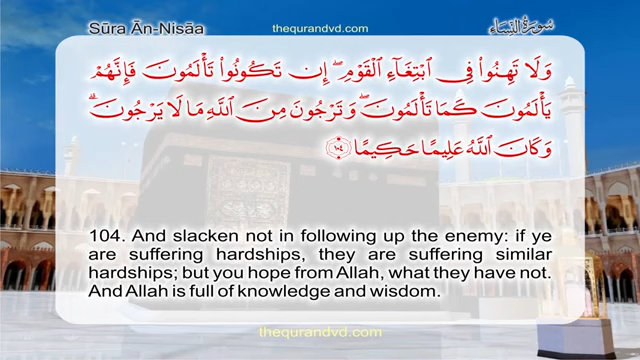 Sūra Ān-Nisāa
thequrandvd.com
سُورَةُ النِّسَاء
وَلَا تَهِنُوا۟ فِى ٱبْتِغَآءِ ٱلْقَوْمِ ۖ إِن تَكُونُوا۟ تَأْلَمُونَ فَإِنَّهُمْ
يَأْلَمُونَ كَمَا تَأْلَمُونَ ۖ وَتَرْجُونَ مِنَ ٱللَّهِ مَا لَا يَرْجُونَ ۗ
وَكَانَ ٱللَّهُ عَلِيمًا حَكِيمًا ۝١٠٤
104. And slacken not in following up the enemy: if ye
are suffering hardships, they are suffering similar
hardships; but you hope from Allah, what they have not.
And Allah is full of knowledge and wisdom.
thequrandvd.com